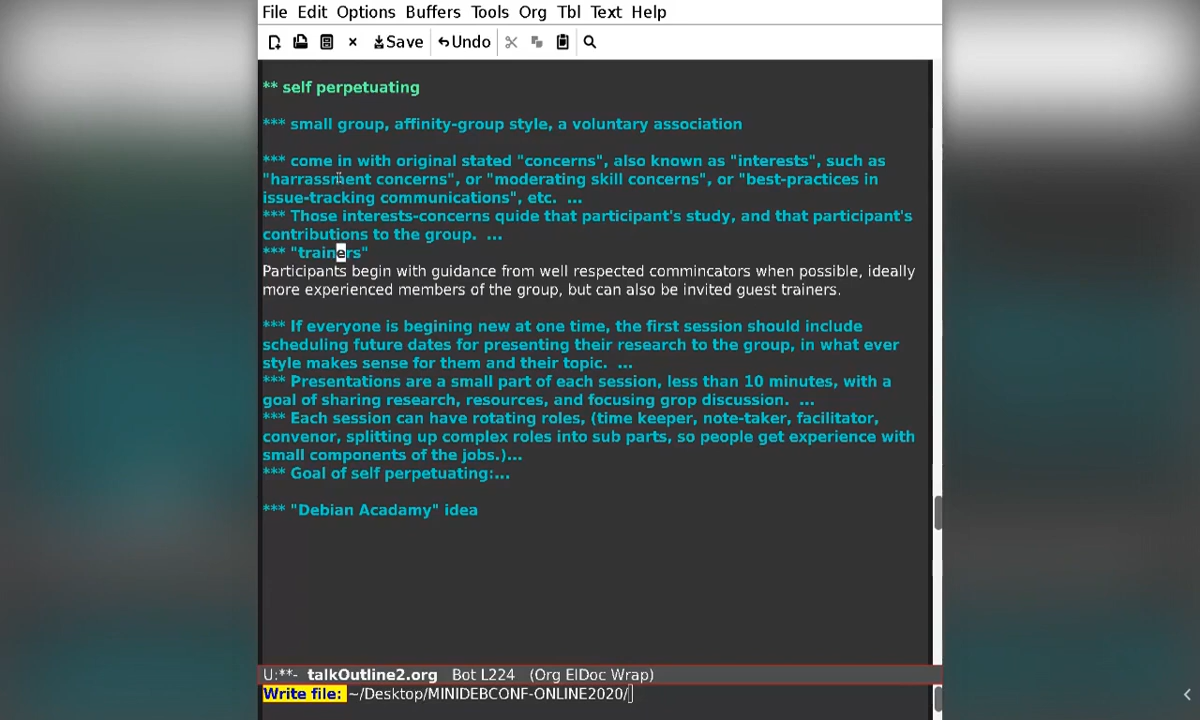 File Edit Options Buffers Tools Org Tbl Text Help
Save Undo
** self perpetuating
*** small group, affinity-group style, a voluntary association
*** come in with original stated "concerns", also known as "interests", such as
"harrassment concerns", or "moderating skill concerns", or "best-practices in
issue-tracking communications", etc. ...
*** Those interests-concerns quide that participant's study, and that participant's
contributions to the group. ...
*** "trainers"
Participants begin with guidance from well respected commincators when possible, ideally
more experienced members of the group, but can also be invited guest trainers.
*** If everyone is begining new at one time, the first session should include
scheduling future dates for presenting their research to the group, in what ever
style makes sense for them and their topic. ...
*** Presentations are a small part of each session, less than 10 minutes, with a
goal of sharing research, resources, and focusing grop discussion. ...
*** Each session can have rotating roles, (time keeper, note-taker, facilitator,
convenor, splitting up complex roles into sub parts, so people get experience with
small components of the jobs.)...
*** Goal of self perpetuating:...
*** "Debian Acadamy" idea
U:**- talkOutline2.org Bot L224 (Org ElDoc Wrap)
Write file: ~/Desktop/MINIDEBCONF-ONLINE2020/